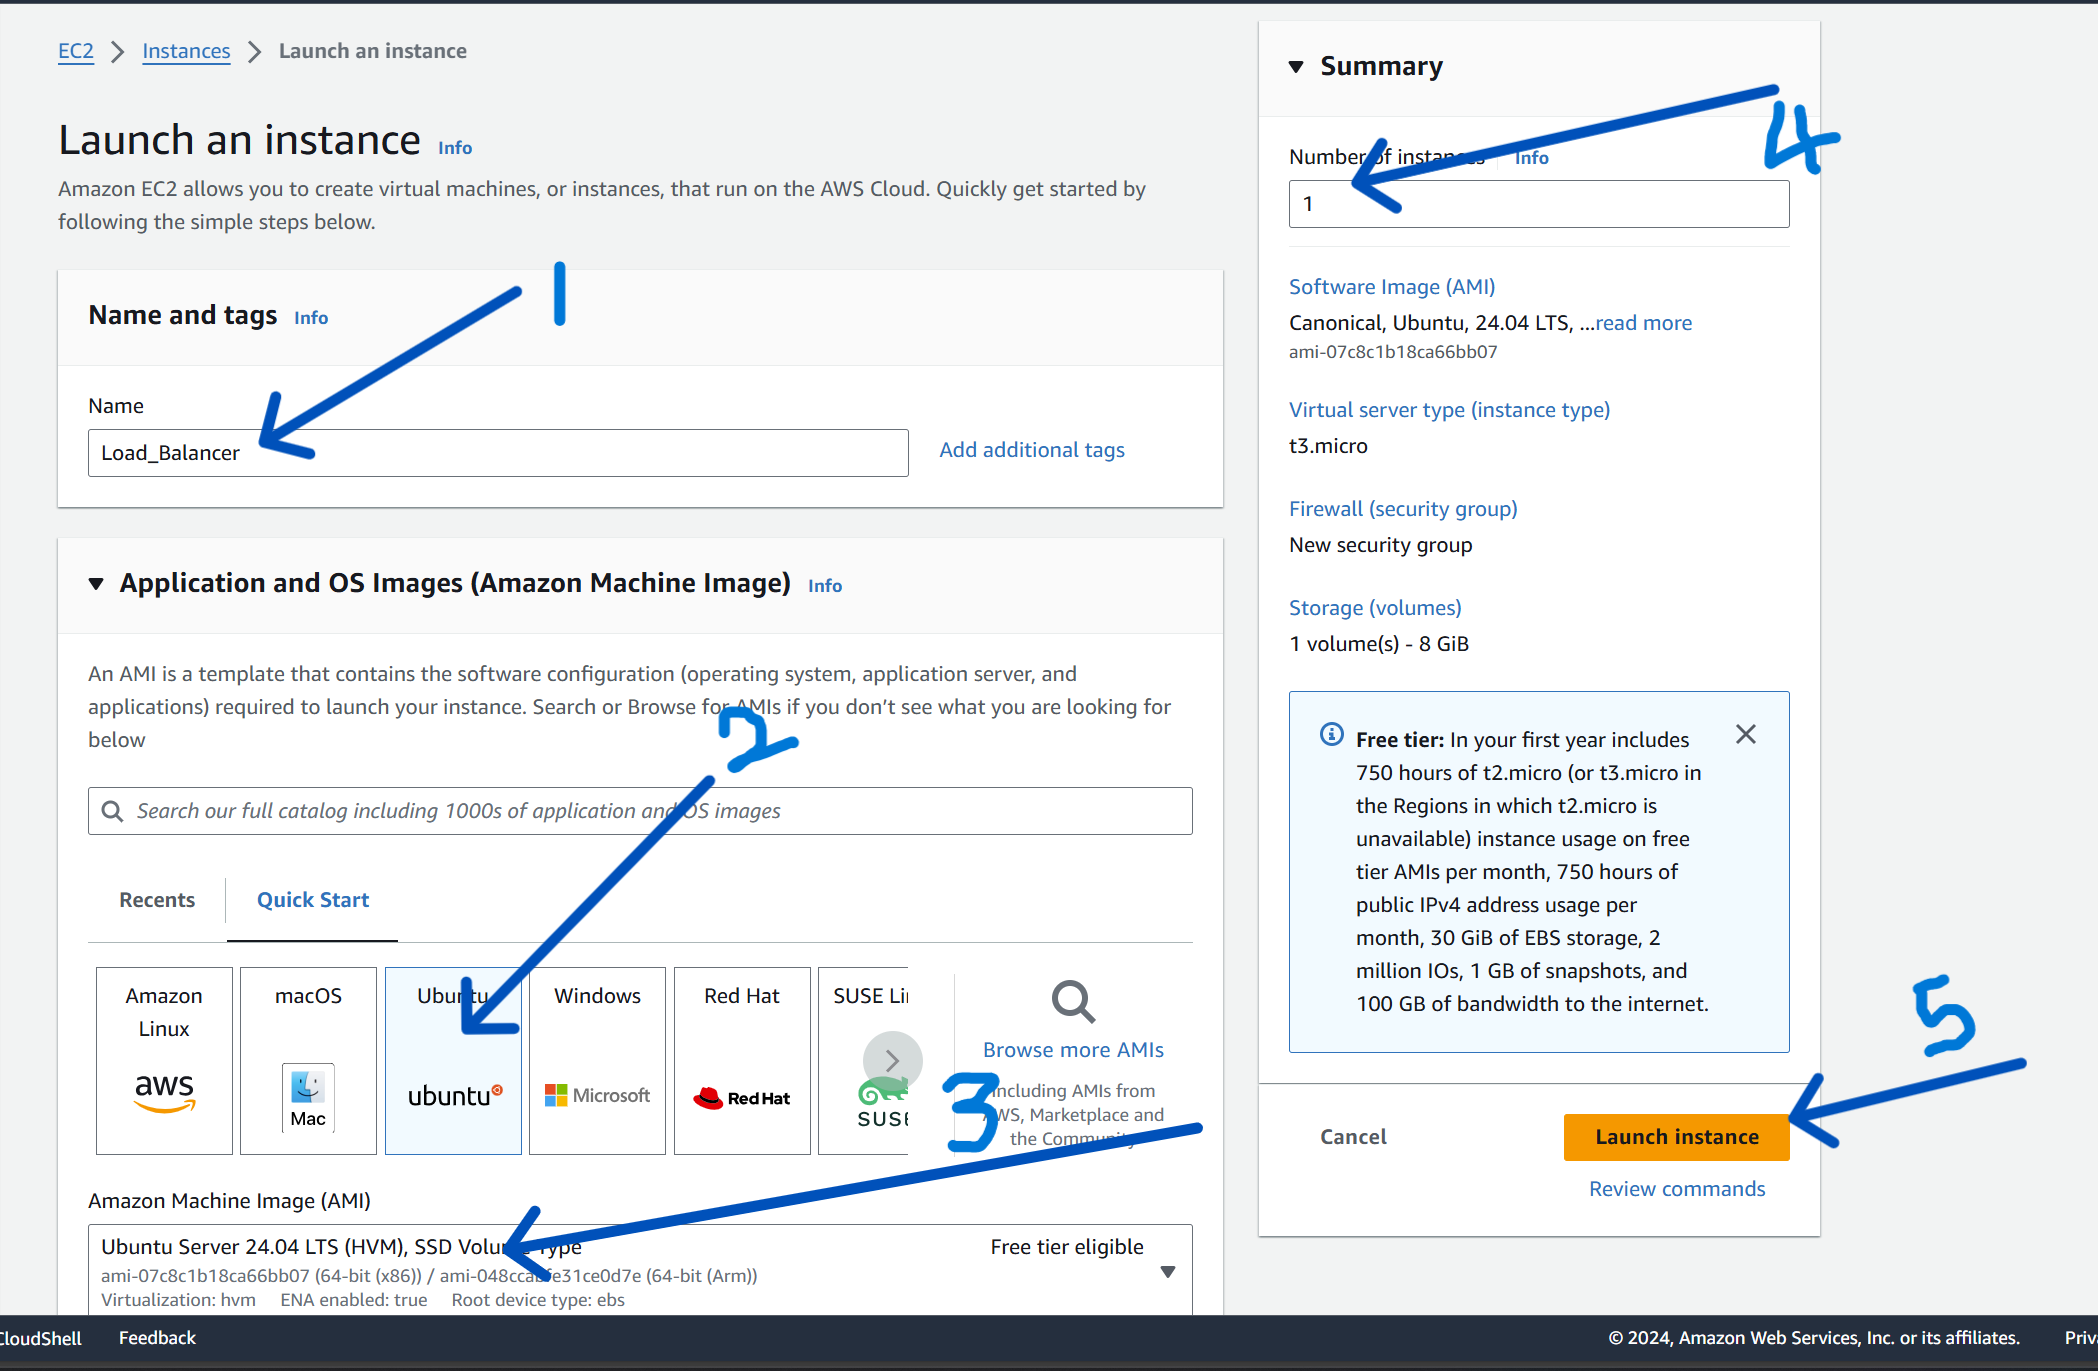 EC2 > Instances > Launch an instance
Launch an instance Info
Amazon EC2 allows you to create virtual machines, or instances, that run on the AWS Cloud. Quickly get started by
following the simple steps below.
1
Name and tags Info
Name
Load_Balancer
Add additional tags
Application and OS Images (Amazon Machine Image) Info
An AMI is a template that contains the software configuration (operating system, application server, and
applications) required to launch your instance. Search or Browse for AMIs if you don't see what you are looking for
below
2
Search our full catalog including 1000s of application and OS images
Recents
Quick Start
Amazon
Linux
aws
macOS
Mac
Ubuntu
ubuntu
Windows
Microsoft
Red Hat
Red Hat
SUSE Li
SUSE
Browse more AMIs
Including AMIs from
AWS, Marketplace and
the Community
3
Amazon Machine Image (AMI)
Ubuntu Server 24.04 LTS (HVM), SSD Volume Type
Free tier eligible
ami-07c8c1b18ca66bb07 (64-bit (x86)) / (64-bit (Arm))
Virtualization: hvm ENA enabled: true Root device type: ebs
Summary
4
Number of instances Info
1
Software Image (AMI)
Canonical, Ubuntu, 24.04 LTS, ...read more
ami-07c8c1b18ca66bb07
Virtual server type (instance type)
t3.micro
Firewall (security group)
New security group
Storage (volumes)
1 volume(s) - 8 GiB
Free tier: In your first year includes
750 hours of t2.micro (or t3.micro in
the Regions in which t2.micro is
unavailable) instance usage on free
tier AMIs per month, 750 hours of
public IPv4 address usage per
month, 30 GiB of EBS storage, 2
million IOs, 1 GB of snapshots, and
100 GB of bandwidth to the internet.
5
Cancel
Launch instance
Review commands
CloudShell Feedback
© 2024, Amazon Web Services, Inc. or its affiliates.
Priv